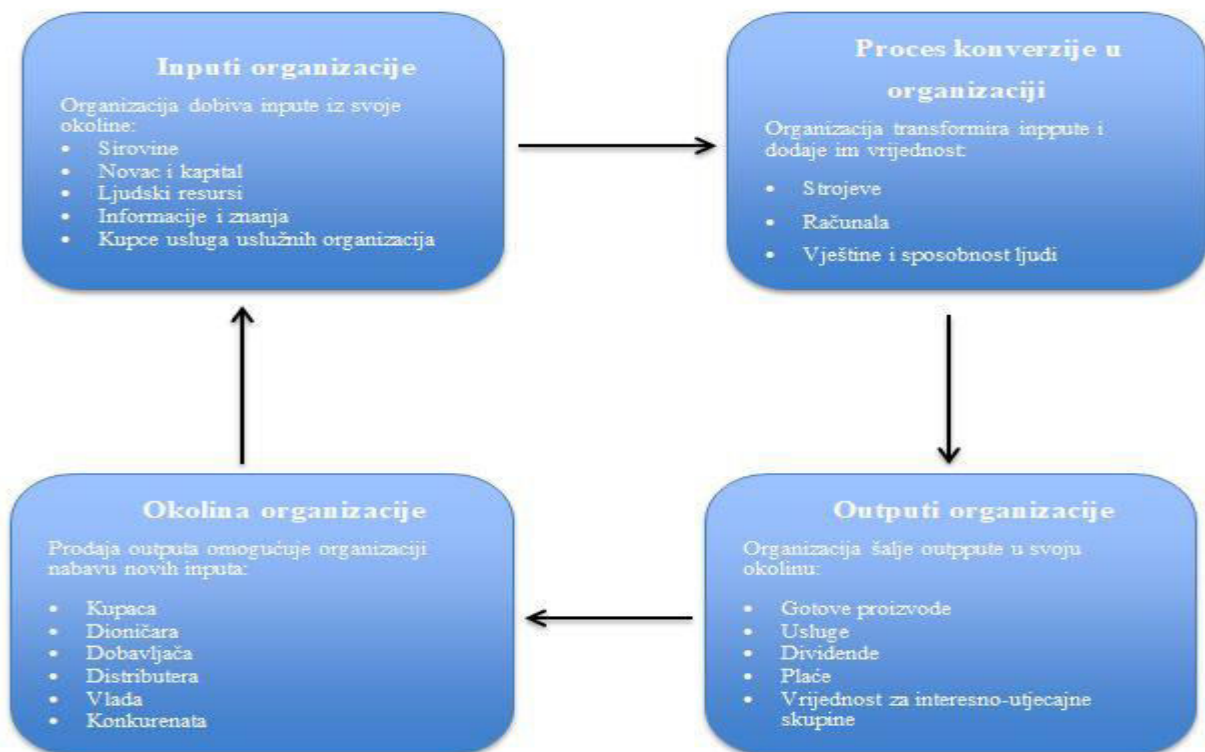 Inputi organizacije
Organizacija dobiva inpute iz svoje
okoline:
• Sirovine
• Novac i kapital
• Ljudski resursi
• Informacije i znanja
• Kupce usluga uslužnih organizacija
Proces konverzije u
organizaciji
Organizacija transformira inppute i
dodaje im vrijednost:
• Strojeve
• Računala
• Vještine i sposobnost ljudi
Okolina organizacije
Prodaja outputa omogućuje organizaciji
nabavu novih inputa:
• Kupaca
• Dioničara
• Dobavljača
• Distributera
• Vlada
• Konkurenata
Outputi organizacije
Organizacija šalje outppute u svoju
okolinu:
• Gotove proizvode
• Usluge
• Dividende
• Plaće
• Vrijednost za interesno-utjecajne
skupine